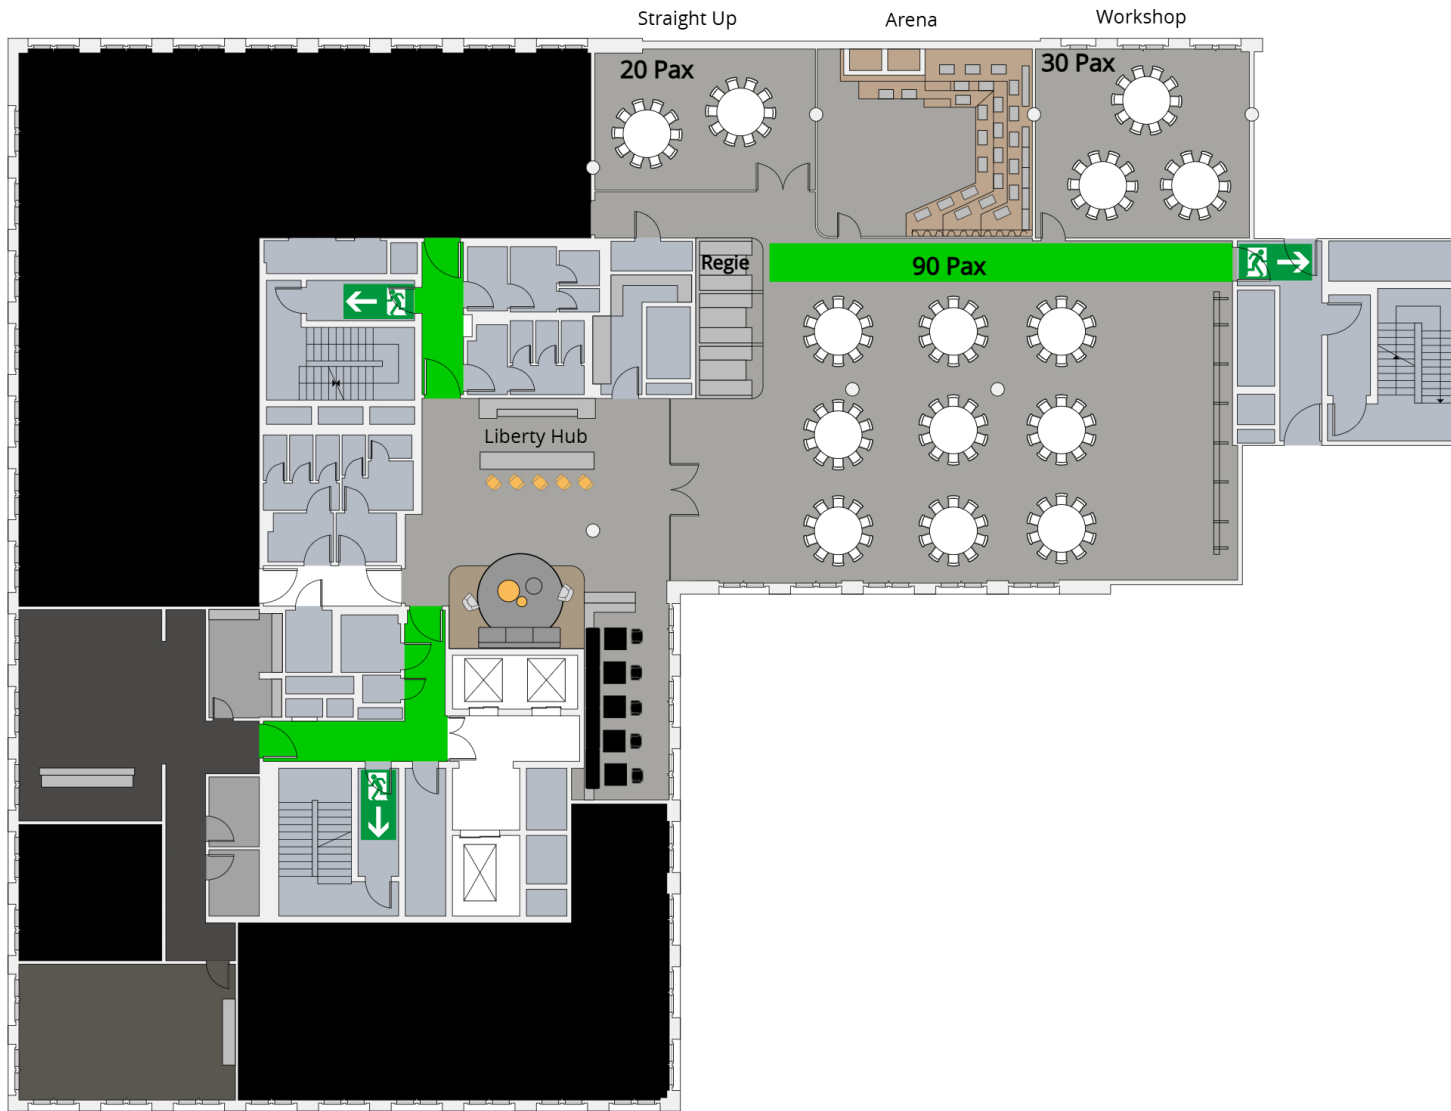 Straight Up
Arena
Workshop
20 Pax
30 Pax
Regie
90 Pax
Liberty Hub